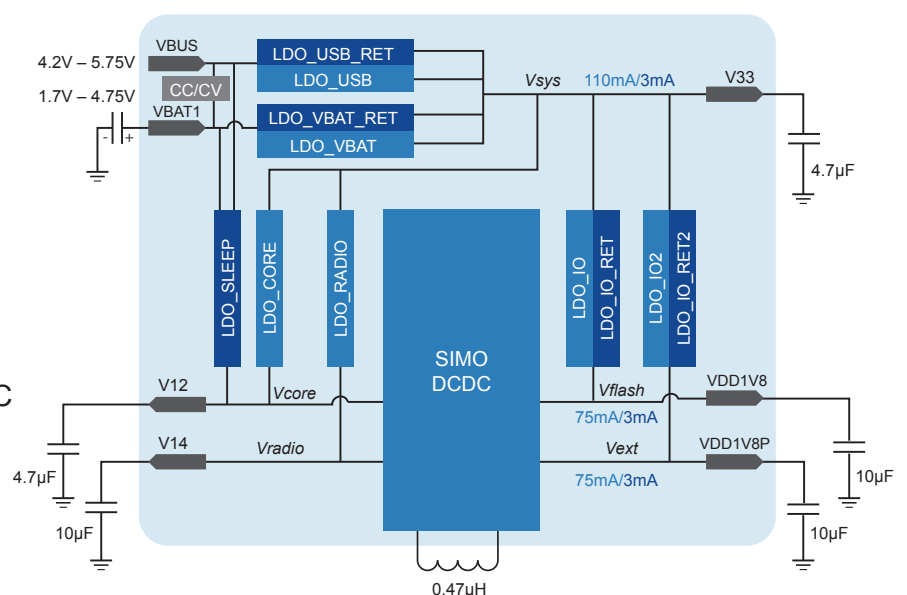 VBUS
4.2V – 5.75V
LDO_USB_RET
LDO_USB
CC/CV
1.7V – 4.75V
VBAT1
- +
LDO_VBAT_RET
LDO_VBAT
Vsys
110mA/3mA
V33
4.7µF
LDO_SLEEP
LDO_CORE
LDO_RADIO
SIMO
DCDC
LDO_IO
LDO_IO_RET
LDO_IO2
LDO_IO_RET2
C
V12
Vcore
Vflash
VDD1V8
75mA/3mA
V14
Vradio
Vext
VDD1V8P
75mA/3mA
4.7µF
10µF
10µF
10µF
0.47µH